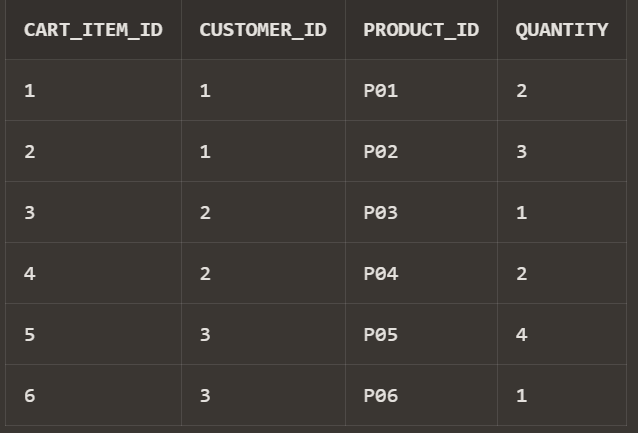 CART_ITEM_ID CUSTOMER_ID PRODUCT_ID QUANTITY
1 1 P01 2
2 1 P02 3
3 2 P03 1
4 2 P04 2
5 3 P05 4
6 3 P06 1